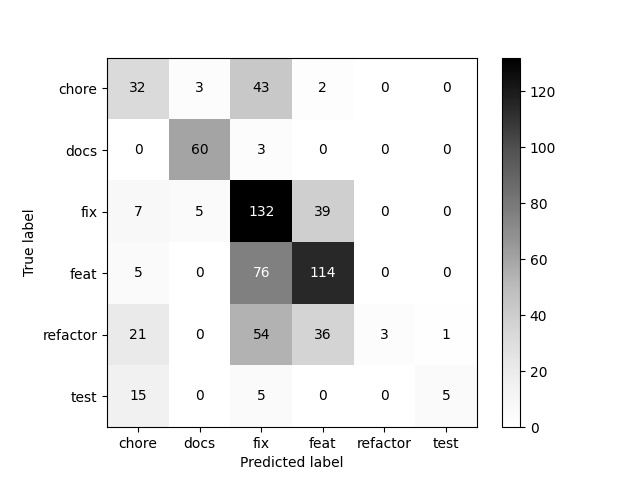 chore 32 3 43 2 0 0
docs 0 60 3 0 0 0
fix 7 5 132 39 0 0
feat 5 0 76 114 0 0
refactor 21 0 54 36 3 1
test 15 0 5 0 0 5
chore docs fix feat refactor test
Predicted label
True label
120
100
80
60
40
20
0